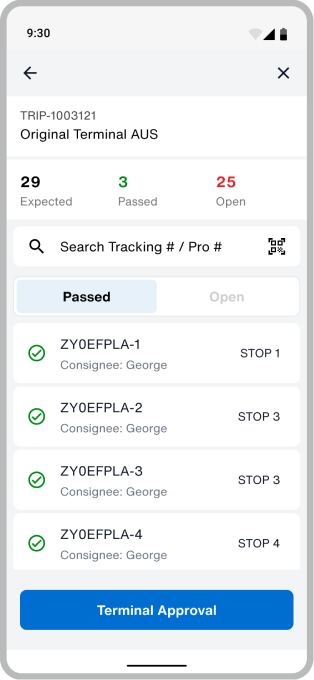 9:30
TRIP-1003121
Original Terminal AUS
29 3 25
Expected Passed Open
Search Tracking # / Pro #
Passed Open
ZY0EFPLA-1
STOP 1
Consignee: George
ZY0EFPLA-2
STOP 3
Consignee: George
ZY0EFPLA-3
STOP 3
Consignee: George
ZY0EFPLA-4
STOP 4
Consignee: George
Terminal Approval